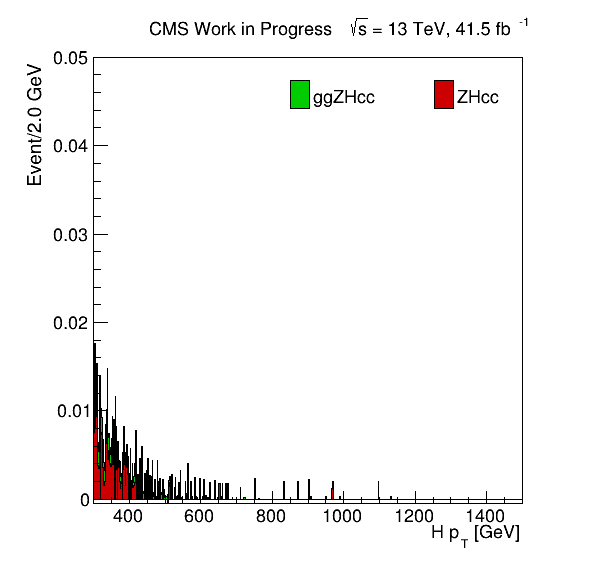 CMS Work in Progress √s = 13 TeV, 41.5 fb -1
Event/2.0 GeV
0.05
ggZHcc ZHcc
0.04
0.03
0.02
0.01
0
400 600 800 1000 1200 1400
H pT [GeV]